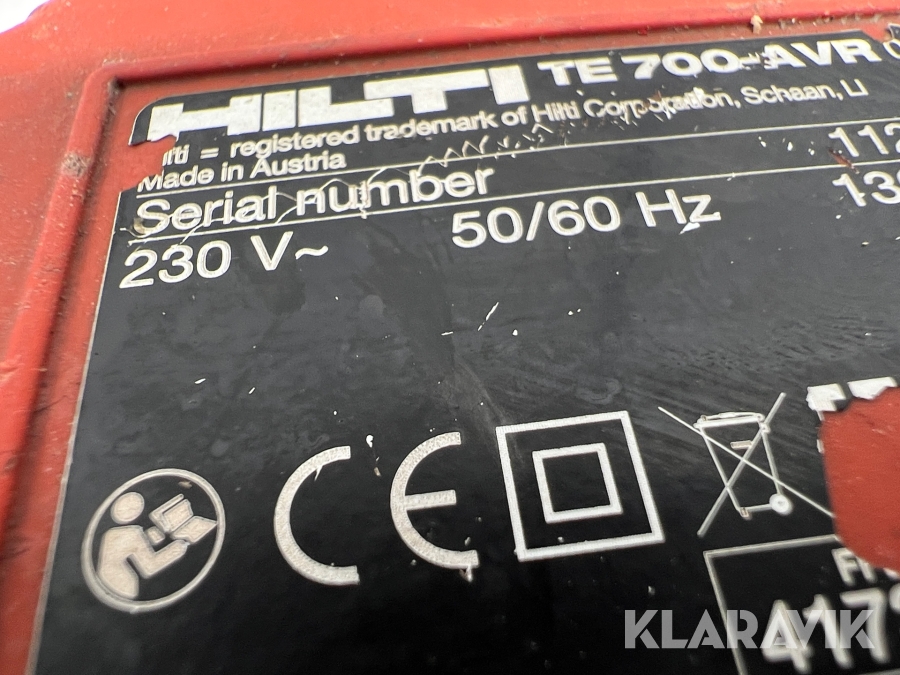 HILTI TE 700-AVR
= registered trademark of Hilti Corporation, Schaan, LI
Made in Austria
Serial number
230 V~ 50/60 Hz
CE
KLARAVIK